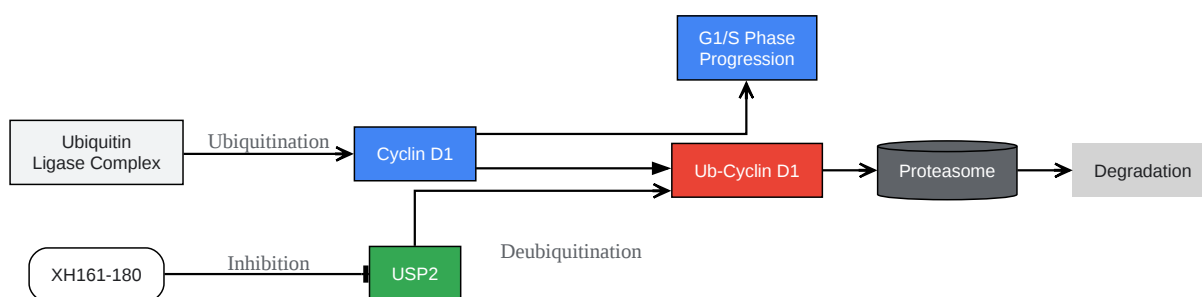 G1/S Phase
Progression
Ubiquitin
Ligase Complex
Ubiquitination
Cyclin D1
Ub-Cyclin D1
Proteasome
Degradation
XH161-180
Inhibition
USP2
Deubiquitination